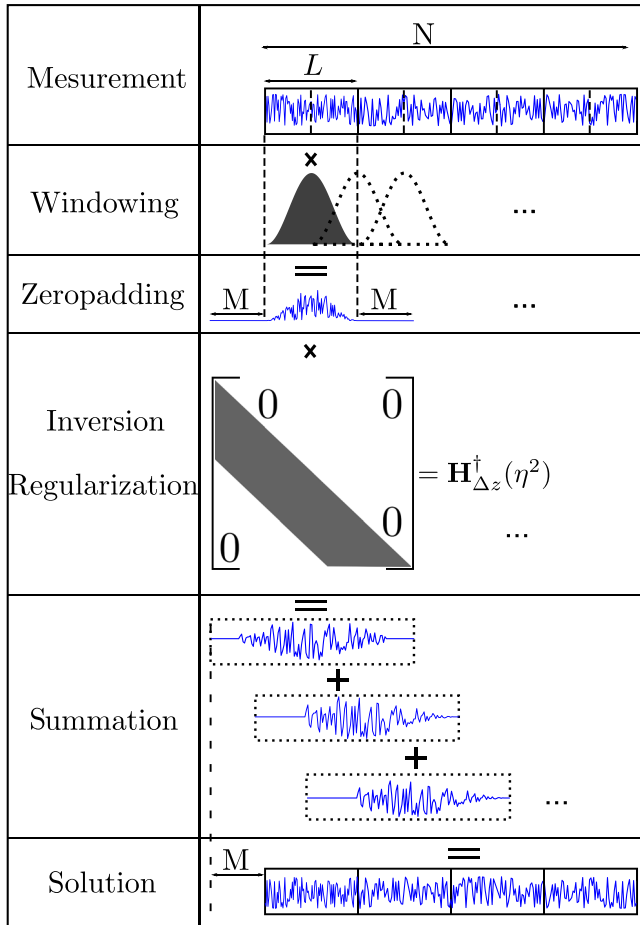 N
Mesurement
L
×
Windowing
...
=
Zeropadding
M
M
...
×
0
0
Inversion
Regularization
= H†Δz(η²)
0
0
...
=
+
Summation
+
...
M
=
Solution